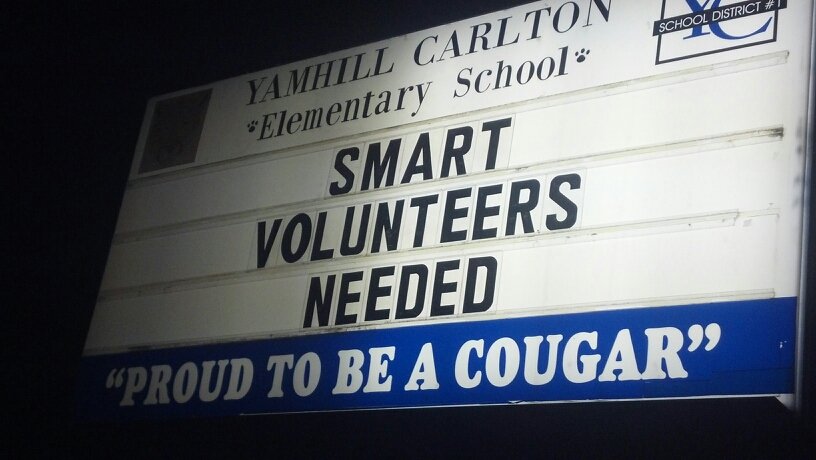 YAMHILL CARLTON
Elementary School
YC
SCHOOL DISTRICT #1
SMART
VOLUNTEERS
NEEDED
"PROUD TO BE A COUGAR"